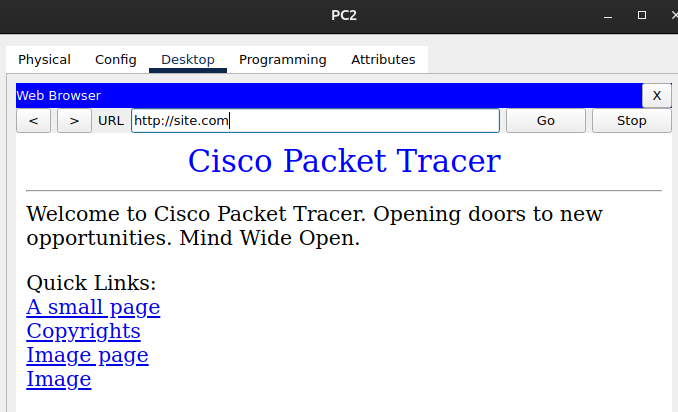 PC2
Physical Config Desktop Programming Attributes
Web Browser X
< > URL http://site.com Go Stop
Cisco Packet Tracer
Welcome to Cisco Packet Tracer. Opening doors to new
opportunities. Mind Wide Open.
Quick Links:
A small page
Copyrights
Image page
Image